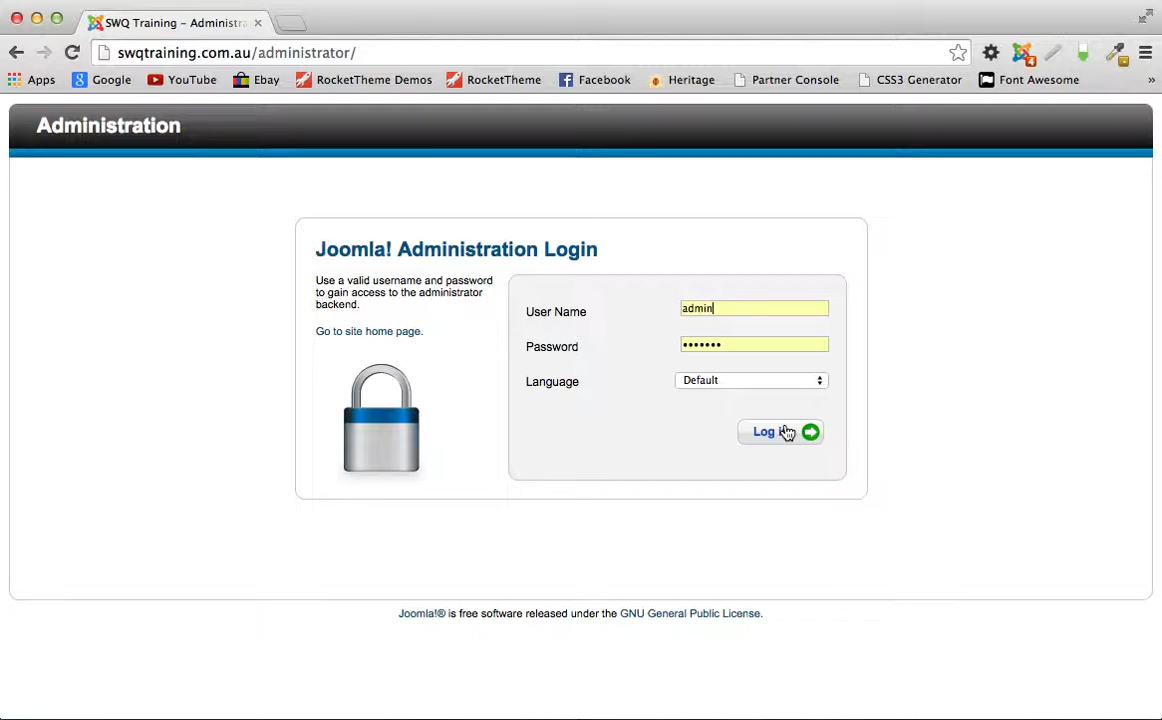 SWQ Training – Administra
swqtraining.com.au/administrator/
4
Apps Google YouTube Ebay RocketTheme Demos RocketTheme Facebook Heritage Partner Console CSS3 Generator Font Awesome »
Administration
Joomla! Administration Login
Use a valid username and password
to gain access to the administrator
backend.
Go to site home page.
User Name admin
Password •••••••
Language Default
Log
Joomla!® is free software released under the GNU General Public License.